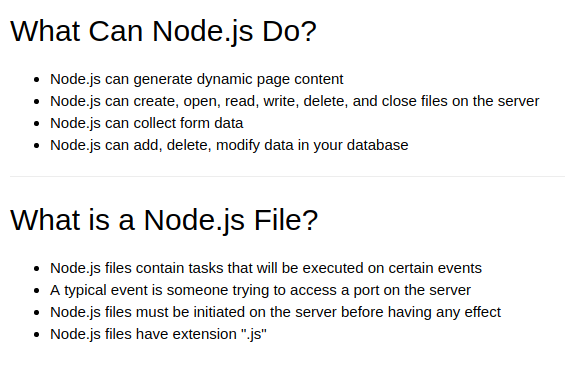 What Can Node.js Do?
Node.js can generate dynamic page content
Node.js can create, open, read, write, delete, and close files on the server
Node.js can collect form data
Node.js can add, delete, modify data in your database
What is a Node.js File?
Node.js files contain tasks that will be executed on certain events
A typical event is someone trying to access a port on the server
Node.js files must be initiated on the server before having any effect
Node.js files have extension ".js"